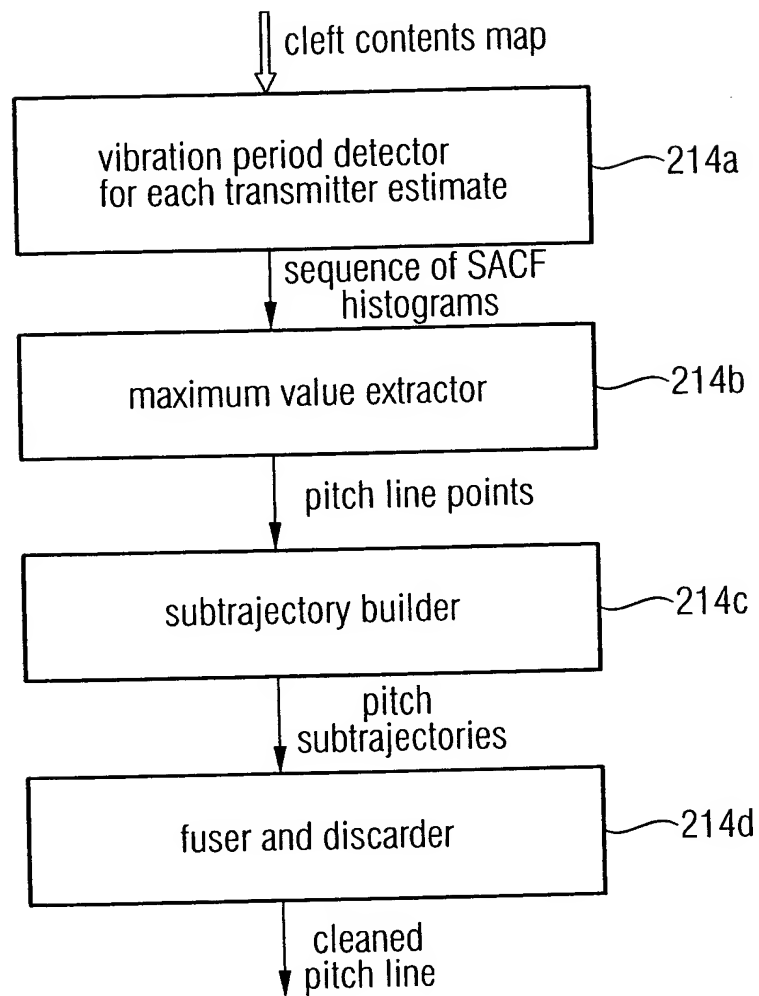 cleft contents map
vibration period detector
for each transmitter estimate
214a
sequence of SACF
histograms
maximum value extractor
214b
pitch line points
subtrajectory builder
214c
pitch
subtrajectories
fuser and discarder
214d
cleaned
pitch line